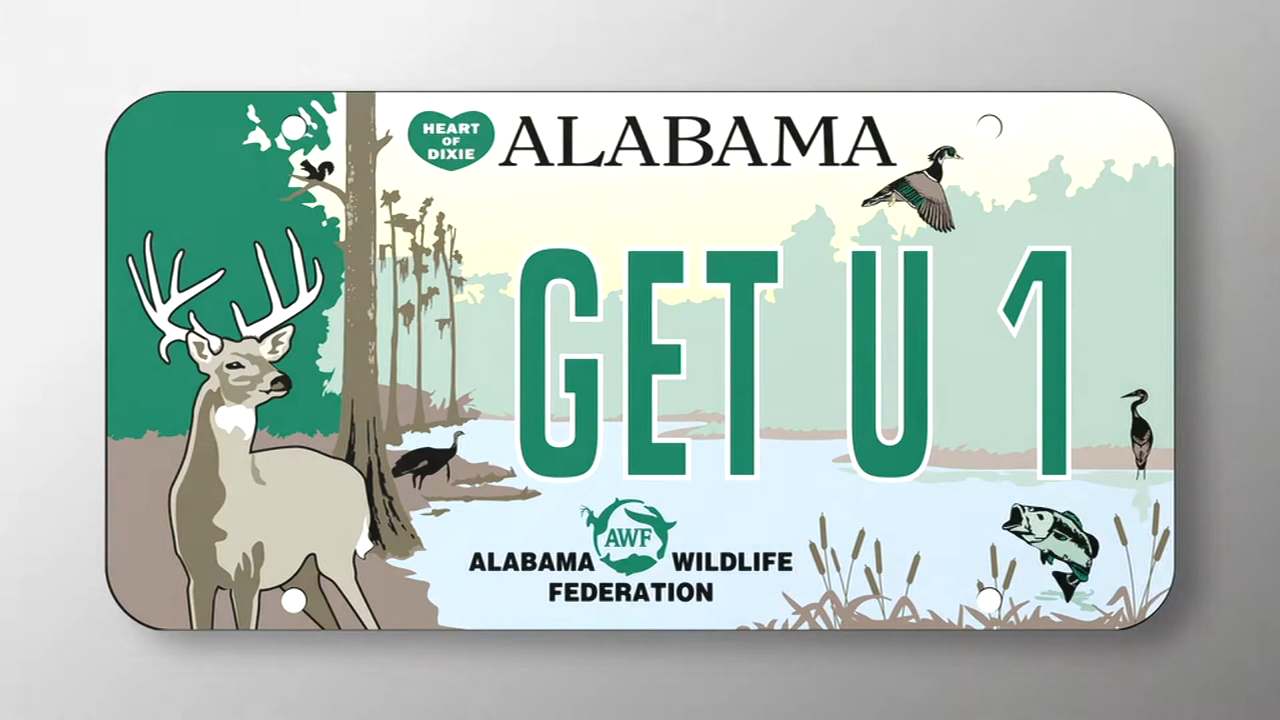 HEART
OF
DIXIE
ALABAMA
GET U 1
AWF
ALABAMA WILDLIFE
FEDERATION